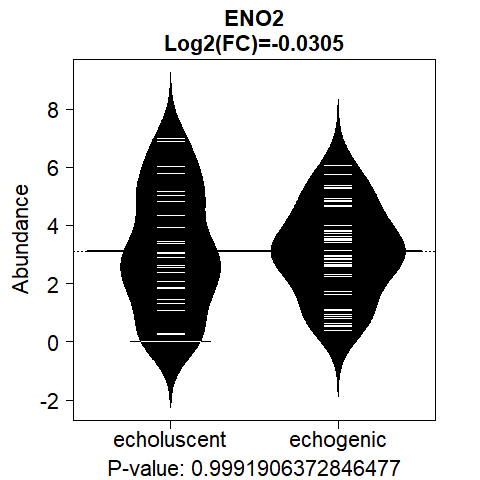 ENO2
Log2(FC)=-0.0305
Abundance
8
6
4
2
0
-2
echoluscent echogenic
P-value: 0.9991906372846477